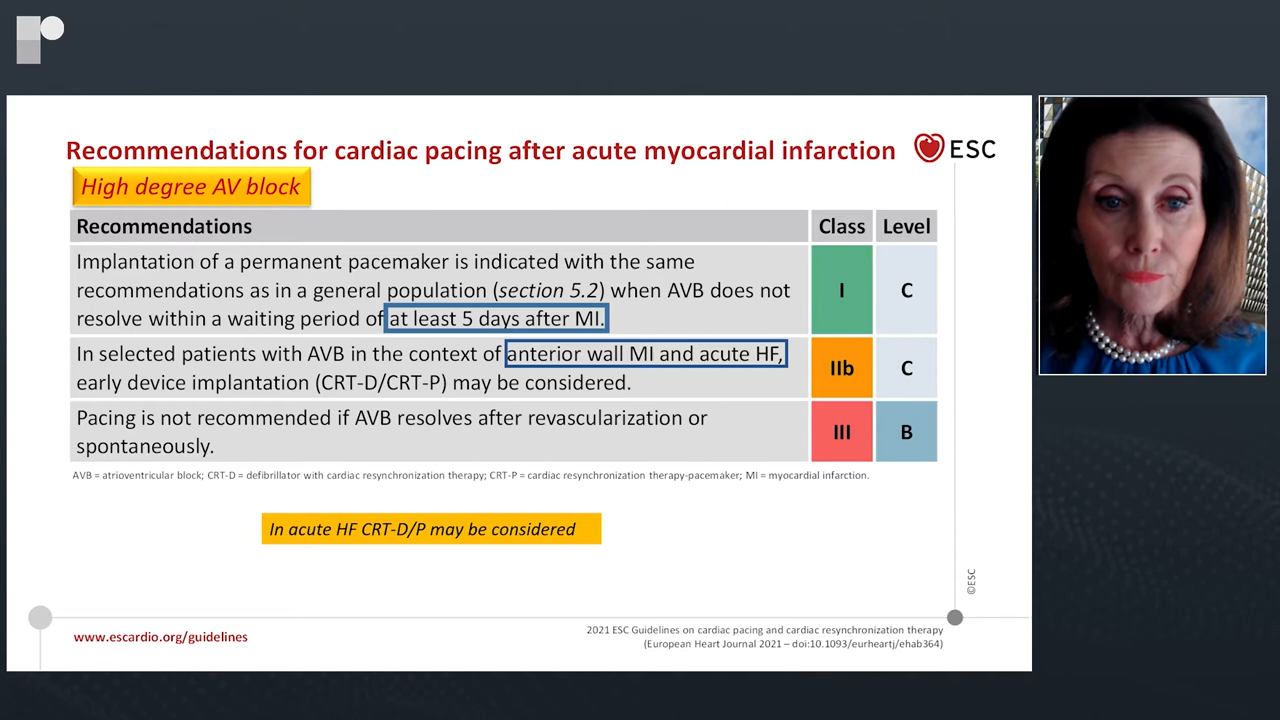 Recommendations for cardiac pacing after acute myocardial infarction
ESC
High degree AV block
Recommendations Class Level
Implantation of a permanent pacemaker is indicated with the same
recommendations as in a general population (section 5.2) when AVB does not
resolve within a waiting period of at least 5 days after MI.
I C
In selected patients with AVB in the context of anterior wall MI and acute HF,
early device implantation (CRT-D/CRT-P) may be considered.
IIb C
Pacing is not recommended if AVB resolves after revascularization or
spontaneously.
III B
AVB = atrioventricular block; CRT-D = defibrillator with cardiac resynchronization therapy; CRT-P = cardiac resynchronization therapy-pacemaker; MI = myocardial infarction.
In acute HF CRT-D/P may be considered
©ESC
www.escardio.org/guidelines
2021 ESC Guidelines on cardiac pacing and cardiac resynchronization therapy
(European Heart Journal 2021 – doi:10.1093/eurheartj/ehab364)